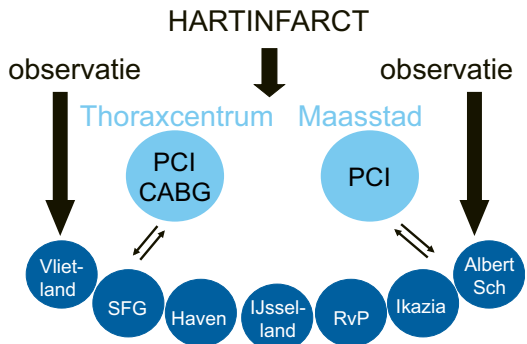 HARTINFARCT
observatie
observatie
Thoraxcentrum
Maasstad
PCI
CABG
PCI
Vliet-
land
SFG
Haven
IJssel-
land
RvP
Ikazia
Albert
Sch